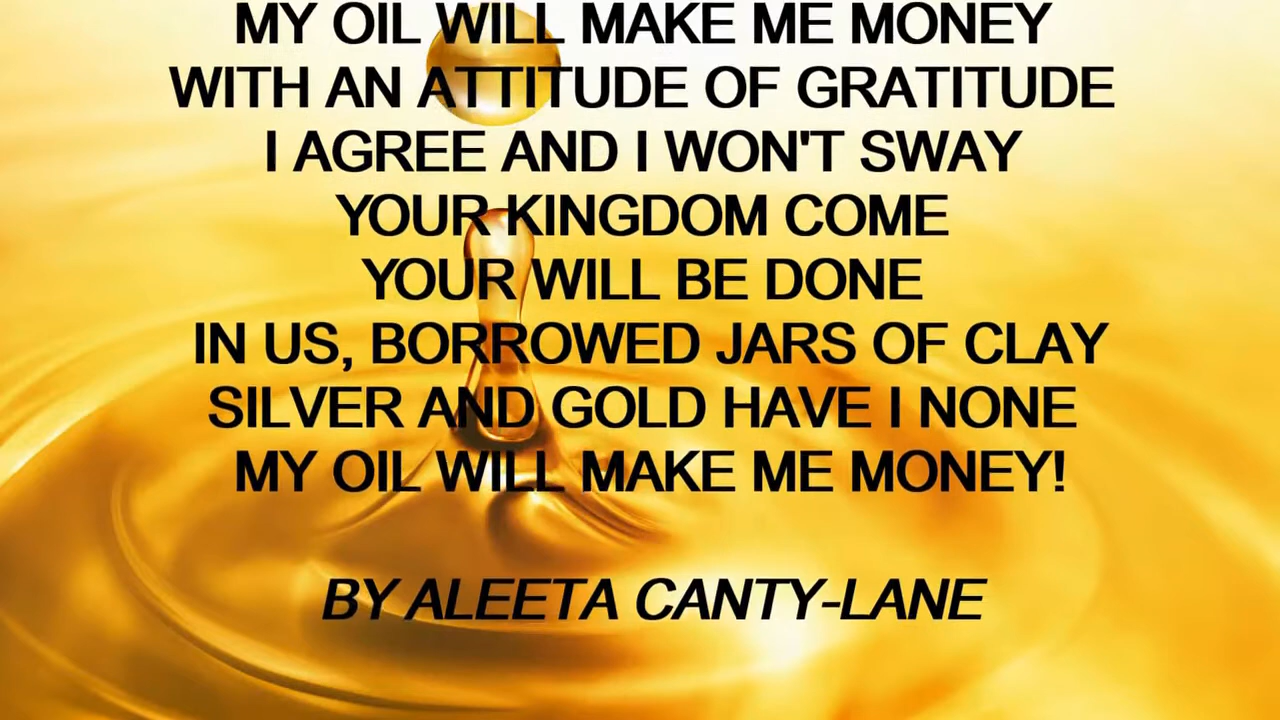 MY OIL WILL MAKE ME MONEY
WITH AN ATTITUDE OF GRATITUDE
I AGREE AND I WON'T SWAY
YOUR KINGDOM COME
YOUR WILL BE DONE
IN US, BORROWED JARS OF CLAY
SILVER AND GOLD HAVE I NONE
MY OIL WILL MAKE ME MONEY!
BY ALEETA CANTY-LANE